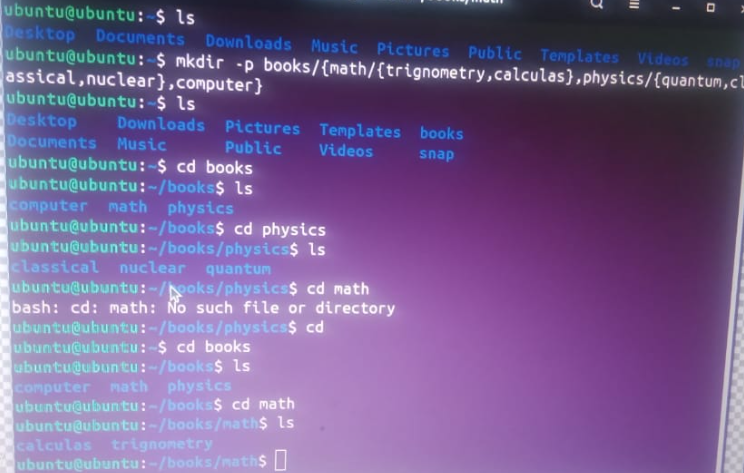 ubuntu@ubuntu:~$ ls
Desktop Documents Downloads Music Pictures Public Templates Videos snap
ubuntu@ubuntu:~$ mkdir -p books/{math/{trignometry,calculas},physics/{quantum,cl
assical,nuclear},computer}
ubuntu@ubuntu:~$ ls
Desktop Downloads Pictures Templates books
Documents Music Public Videos snap
ubuntu@ubuntu:~$ cd books
ubuntu@ubuntu:~/books$ ls
computer math physics
ubuntu@ubuntu:~/books$ cd physics
ubuntu@ubuntu:~/books/physics$ ls
classical nuclear quantum
ubuntu@ubuntu:~/books/physics$ cd math
bash: cd: math: No such file or directory
ubuntu@ubuntu:~/books/physics$ cd
ubuntu@ubuntu:~$ cd books
ubuntu@ubuntu:~/books$ ls
computer math physics
ubuntu@ubuntu:~/books$ cd math
ubuntu@ubuntu:~/books/math$ ls
calculas trignometry
ubuntu@ubuntu:~/books/math$